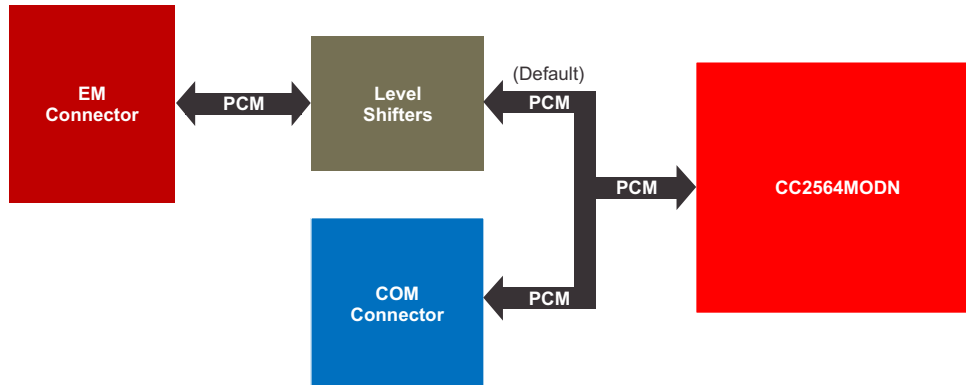 EM
Connector
PCM
Level
Shifters
(Default)
PCM
PCM
CC2564MODN
COM
Connector
PCM